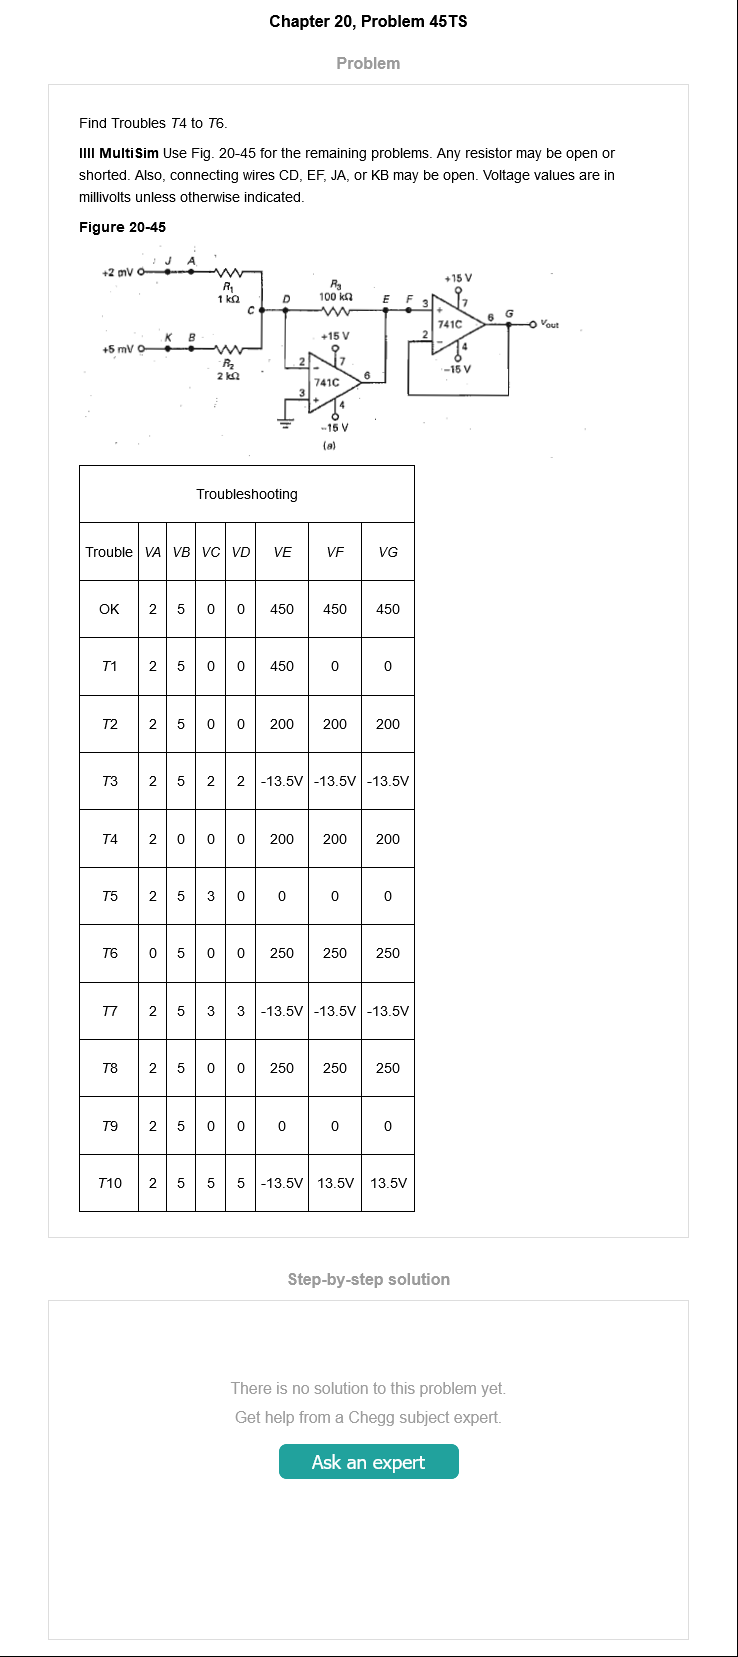 Chapter 20, Problem 45TS
Problem
Find Troubles T4 to T6.
IIII MultiSim Use Fig. 20-45 for the remaining problems. Any resistor may be open or
shorted. Also, connecting wires CD, EF, JA, or KB may be open. Voltage values are in
millivolts unless otherwise indicated.
Figure 20-45
+2 mV J A
R1
1 kΩ
C
D
R3
100 kΩ
E F 3
+15 V
7
+
741C
2
-
6 G
Vout
4
-15 V
+5 mV K B
R2
2 kΩ
+15 V
2
-
7
741C
6
3
+
4
-15 V
(a)
Troubleshooting
Trouble VA VB VC VD VE VF VG
OK 2 5 0 0 450 450 450
T1 2 5 0 0 450 0 0
T2 2 5 0 0 200 200 200
T3 2 5 2 2 -13.5V -13.5V -13.5V
T4 2 0 0 0 200 200 200
T5 2 5 3 0 0 0 0
T6 0 5 0 0 250 250 250
T7 2 5 3 3 -13.5V -13.5V -13.5V
T8 2 5 0 0 250 250 250
T9 2 5 0 0 0 0 0
T10 2 5 5 5 -13.5V 13.5V 13.5V
Step-by-step solution
There is no solution to this problem yet.
Get help from a Chegg subject expert.
Ask an expert